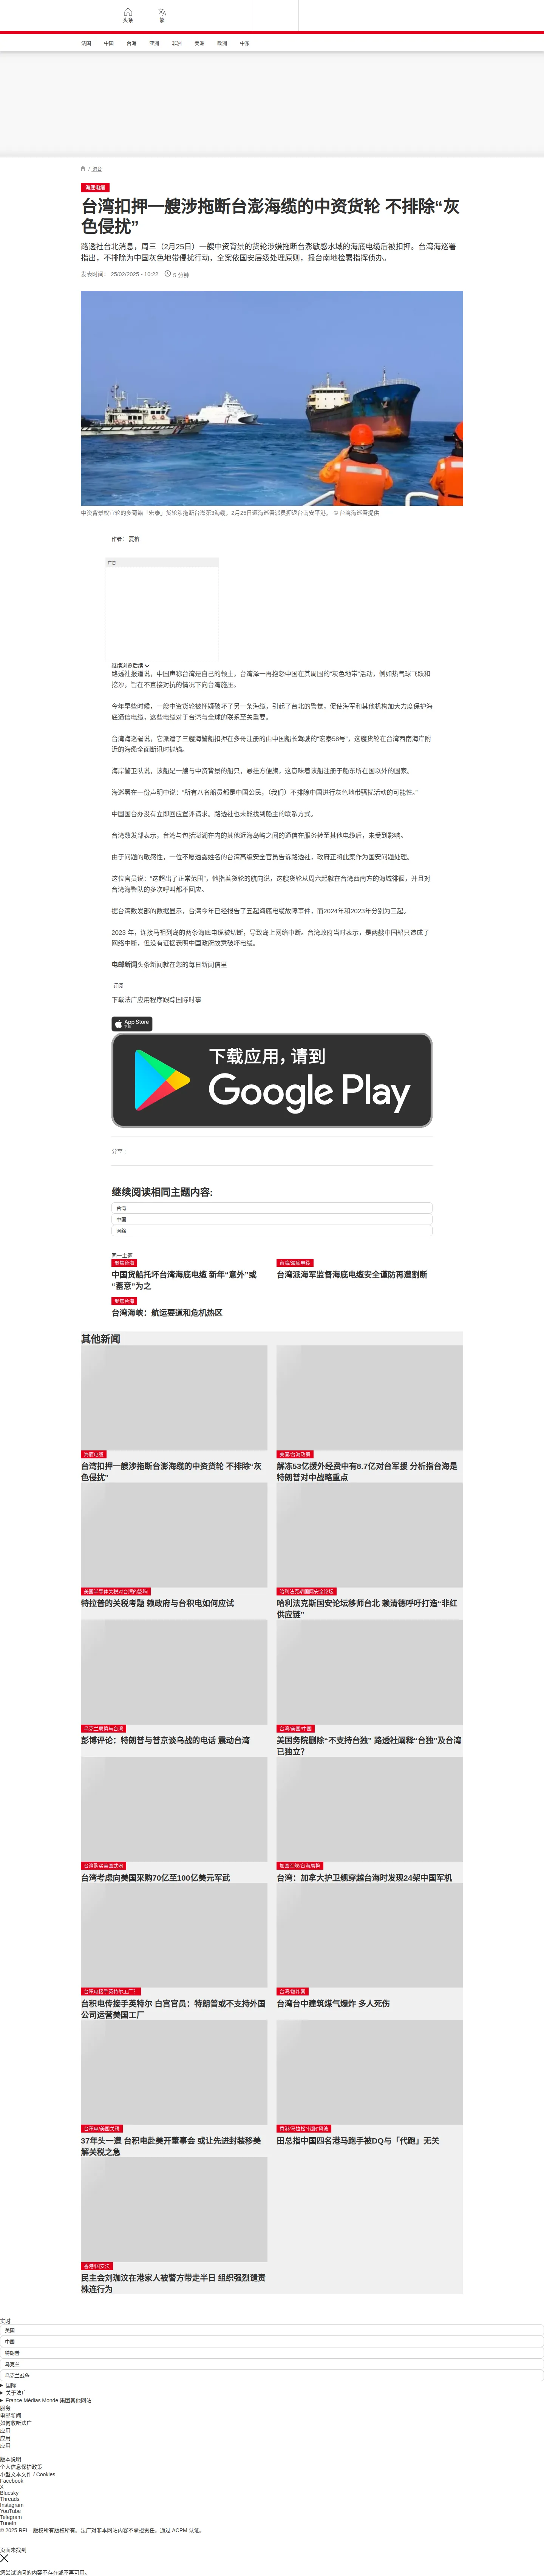 头条
繁
法国
中国
台海
亚洲
非洲
美洲
欧洲
中东
/ 港台
海底电缆
台湾扣押一艘涉拖断台澎海缆的中资货轮 不排除“灰
色侵扰”
路透社台北消息，周三（2月25日）一艘中资背景的货轮涉嫌拖断台澎敏感水域的海底电缆后被扣押。台湾海巡署
指出，不排除为中国灰色地带侵扰行动，全案依国安层级处理原则，报台南地检署指挥侦办。
发表时间： 25/02/2025 - 10:22
5 分钟
中资背景权宜轮的多哥籍「宏泰」货轮涉拖断台澎第3海缆，2月25日遭海巡署派员押返台南安平港。 © 台湾海巡署提供
作者： 夏榕
广告
继续浏览后续
路透社报道说，中国声称台湾是自己的领土，台湾泽一再抱怨中国在其周围的“灰色地带”活动，例如热气球飞跃和
挖沙，旨在不直接对抗的情况下向台湾施压。
今年早些时候，一艘中资货轮被怀疑破坏了另一条海缆，引起了台北的警觉，促使海军和其他机构加大力度保护海
底通信电缆，这些电缆对于台湾与全球的联系至关重要。
台湾海巡署说，它派遣了三艘海警船扣押在多哥注册的由中国船长驾驶的“宏泰58号”，这艘货轮在台湾西南海岸附
近的海缆全面断讯时抛锚。
海岸警卫队说，该船是一艘与中资背景的船只，悬挂方便旗，这意味着该船注册于船东所在国以外的国家。
海巡署在一份声明中说：“所有八名船员都是中国公民，（我们）不排除中国进行灰色地带骚扰活动的可能性。”
中国国台办没有立即回应置评请求。路透社也未能找到船主的联系方式。
台湾数发部表示，台湾与包括澎湖在内的其他近海岛屿之间的通信在服务转至其他电缆后，未受到影响。
由于问题的敏感性，一位不愿透露姓名的台湾高级安全官员告诉路透社，政府正将此案作为国安问题处理。
这位官员说：“这超出了正常范围”，他指着货轮的航向说，这艘货轮从周六起就在台湾西南方的海域徘徊，并且对
台湾海警队的多次呼叫都不回应。
据台湾数发部的数据显示，台湾今年已经报告了五起海底电缆故障事件，而2024年和2023年分别为三起。
2023 年，连接马祖列岛的两条海底电缆被切断，导致岛上网络中断。台湾政府当时表示，是两艘中国船只造成了
网络中断，但没有证据表明中国政府故意破坏电缆。
电邮新闻头条新闻就在您的每日新闻信里
订阅
下载法广应用程序跟踪国际时事
App Store
下载应用，请到
Google Play
分享 :
继续阅读相同主题内容:
台湾
中国
网络
同一主题
聚焦台海
中国货船托坏台湾海底电缆 新年“意外”或
“蓄意”为之
台湾/海底电缆
台湾派海军监督海底电缆安全谨防再遭割断
聚焦台海
台湾海峡：航运要道和危机热区
其他新闻
海底电缆
台湾扣押一艘涉拖断台澎海缆的中资货轮 不排除“灰
色侵扰”
美国/台海政策
解冻53亿援外经费中有8.7亿对台军援 分析指台海是
特朗普对中战略重点
美国半导体关税对台湾的影响
特拉普的关税考题 赖政府与台积电如何应试
哈利法克斯国际安全论坛
哈利法克斯国安论坛移师台北 赖清德呼吁打造“非红
供应链”
乌克兰局势与台湾
彭博评论：特朗普与普京谈乌战的电话 震动台湾
台湾/美国/中国
美国务院删除“不支持台独” 路透社阐释“台独”及台湾
已独立？
台湾购买美国武器
台湾考虑向美国采购70亿至100亿美元军武
加国军舰/台海局势
台湾：加拿大护卫舰穿越台海时发现24架中国军机
台积电接手英特尔工厂？
台积电传接手英特尔 白宫官员：特朗普或不支持外国
公司运营美国工厂
台湾/爆炸案
台湾台中建筑煤气爆炸 多人死伤
台积电/美国关税
37年头一遭 台积电赴美开董事会 或让先进封装移美
解关税之急
香港/马拉松“代跑”风波
田总指中国四名港马跑手被DQ与「代跑」无关
香港/国安法
民主会刘珈汶在港家人被警方带走半日 组织强烈谴责
株连行为
实时
美国
中国
特朗普
乌克兰
乌克兰战争
国际
关于法广
France Médias Monde 集团其他网站
服务
电邮新闻
如何收听法广
应用
应用
应用
版本说明
个人信息保护政策
小型文本文件 / Cookies
Facebook
X
Bluesky
Threads
Instagram
YouTube
Telegram
TuneIn
© 2025 RFI – 版权所有版权所有。法广对非本网站内容不承担责任。通过 ACPM 认证。
页面未找到
您尝试访问的内容不存在或不再可用。